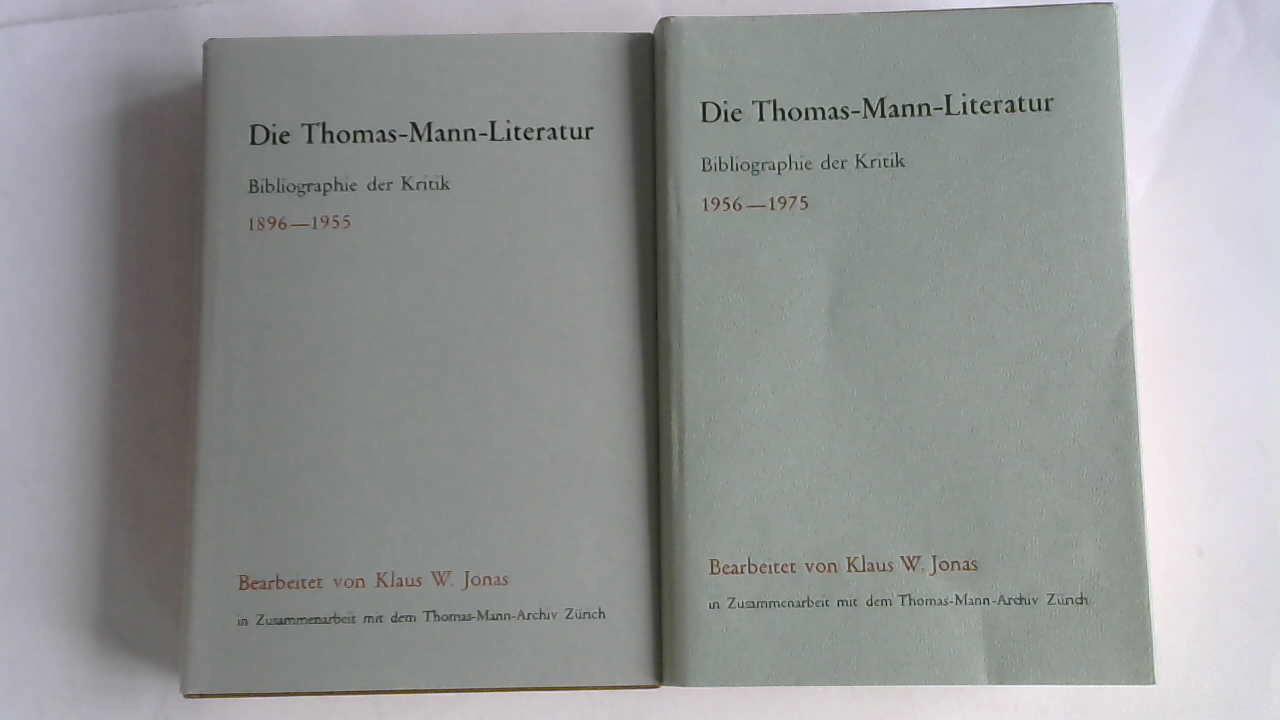 Die Thomas-Mann-Literatur
Bibliographie der Kritik
1896—1955
Bearbeitet von Klaus W. Jonas
in Zusammenarbeit mit dem Thomas-Mann-Archiv Zürich
Die Thomas-Mann-Literatur
Bibliographie der Kritik
1956—1975
Bearbeitet von Klaus W. Jonas
in Zusammenarbeit mit dem Thomas-Mann-Archiv Zürich